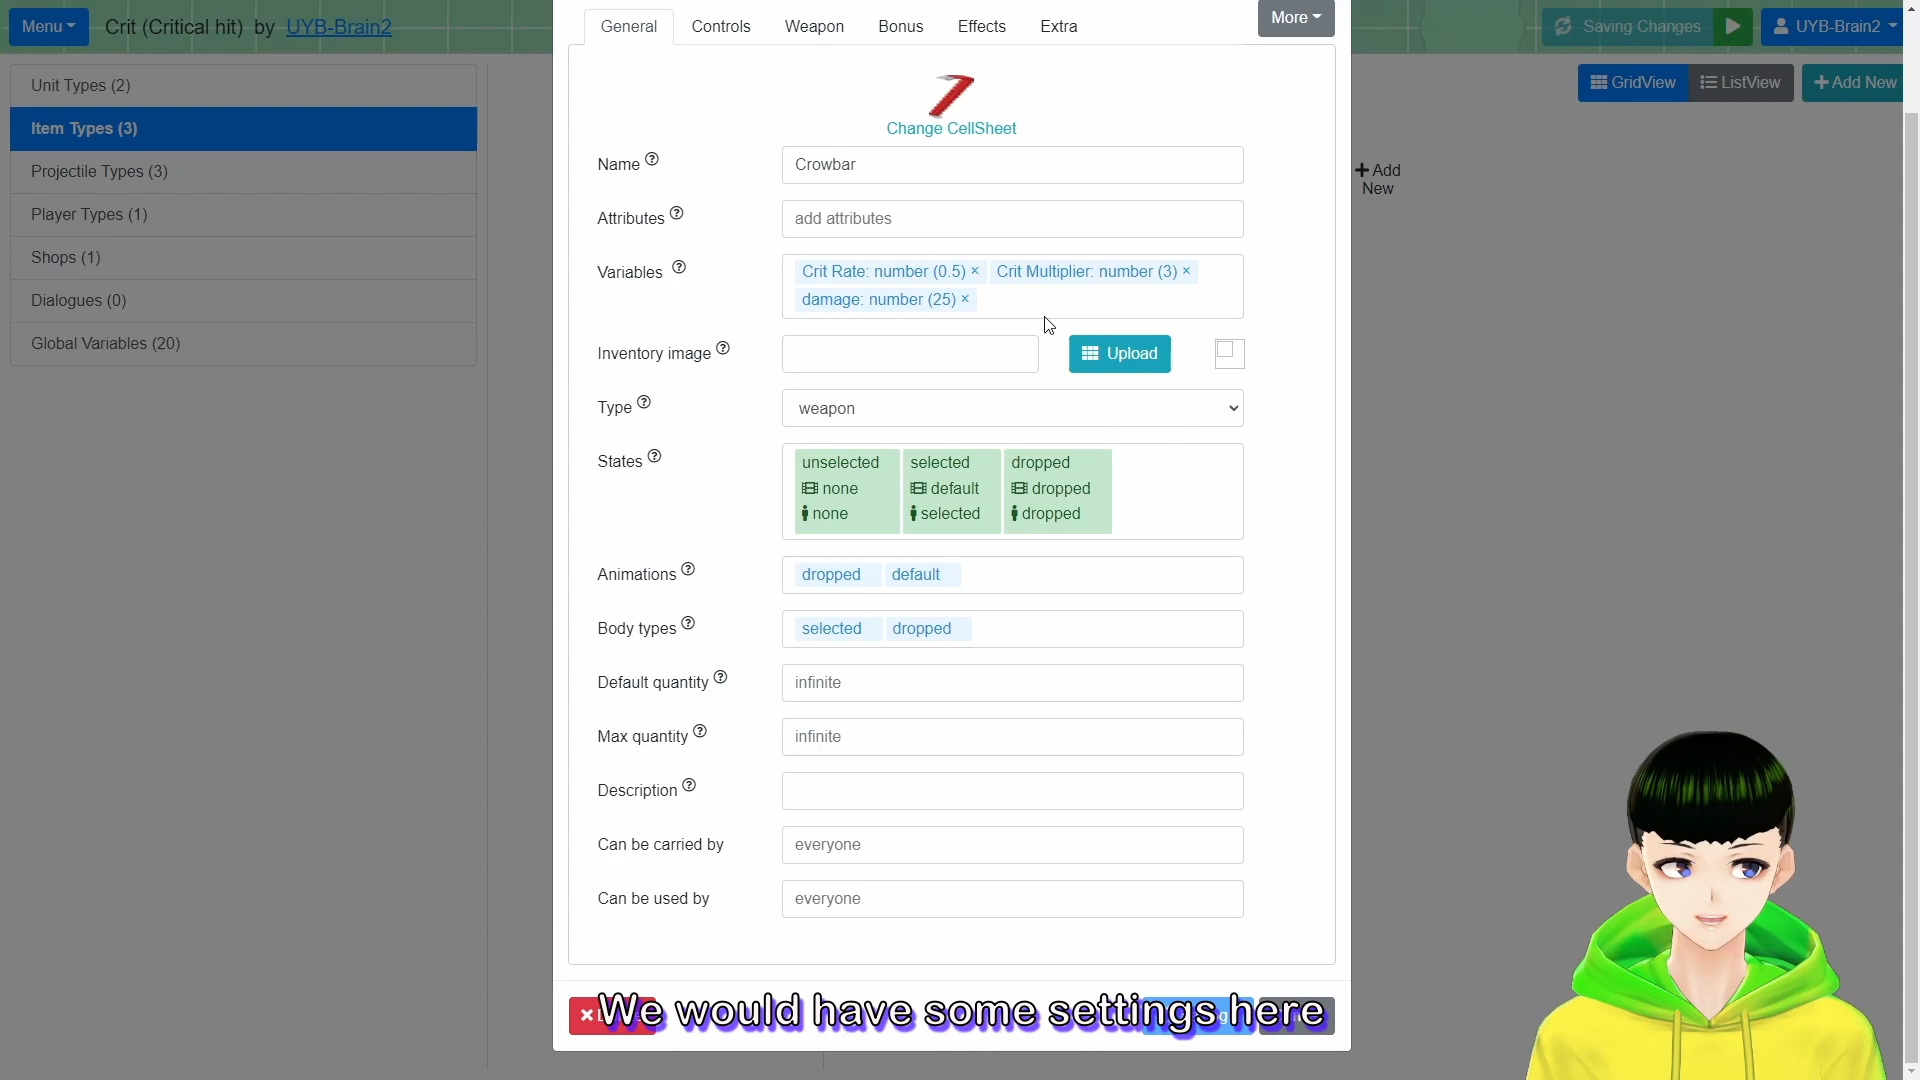 Menu
Crit (Critical hit) by UYB-Brain2
General
Controls
Weapon
Bonus
Effects
Extra
More
Saving Changes
UYB-Brain2
Unit Types (2)
Item Types (3)
Projectile Types (3)
Player Types (1)
Shops (1)
Dialogues (0)
Global Variables (20)
GridView
ListView
Add New
Add
New
Change CellSheet
Name
Crowbar
Attributes
add attributes
Variables
Crit Rate: number (0.5) × Crit Multiplier: number (3) ×
damage: number (25) ×
Inventory image
Upload
Type
weapon
States
unselected selected dropped
none default dropped
none selected dropped
Animations
dropped default
Body types
selected dropped
Default quantity
infinite
Max quantity
infinite
Description
Can be carried by
everyone
Can be used by
everyone
We would have some settings here